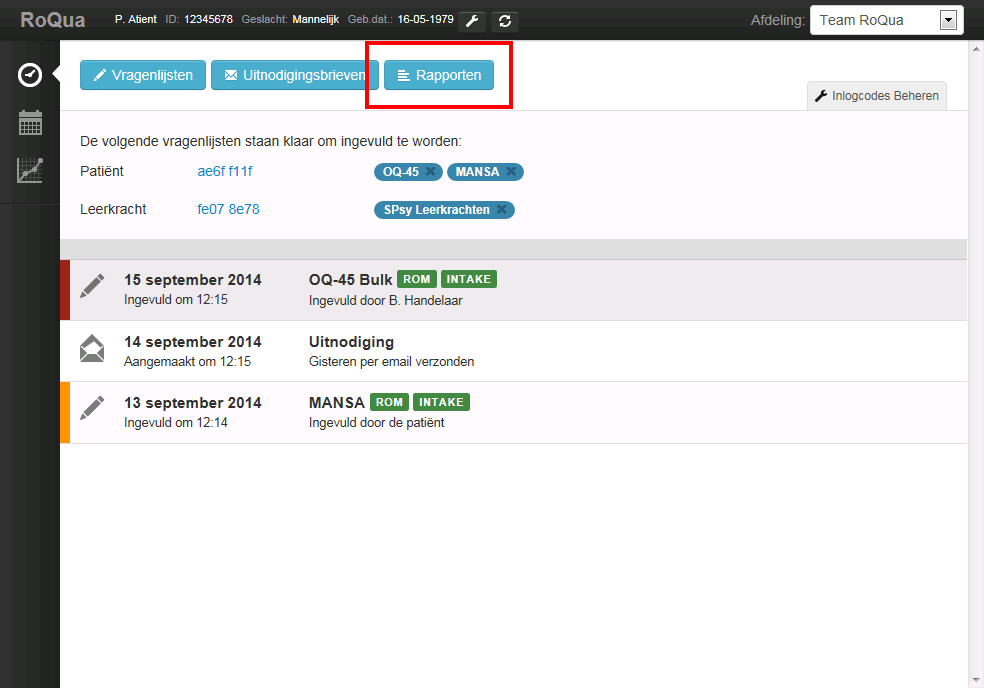 RoQua P. Atient ID: 12345678 Geslacht: Mannelijk Geb.dat.: 16-05-1979 Afdeling: Team RoQua
Vragenlijsten Uitnodigingsbrieven Rapporten
Inlogcodes Beheren
De volgende vragenlijsten staan klaar om ingevuld te worden:
Patiënt ae6f f11f OQ-45 MANSA
Leerkracht fe07 8e78 SPsy Leerkrachten
15 september 2014 OQ-45 Bulk ROM INTAKE
Ingevuld om 12:15 Ingevuld door B. Handelaar
14 september 2014 Uitnodiging
Aangemaakt om 12:15 Gisteren per email verzonden
13 september 2014 MANSA ROM INTAKE
Ingevuld om 12:14 Ingevuld door de patiënt